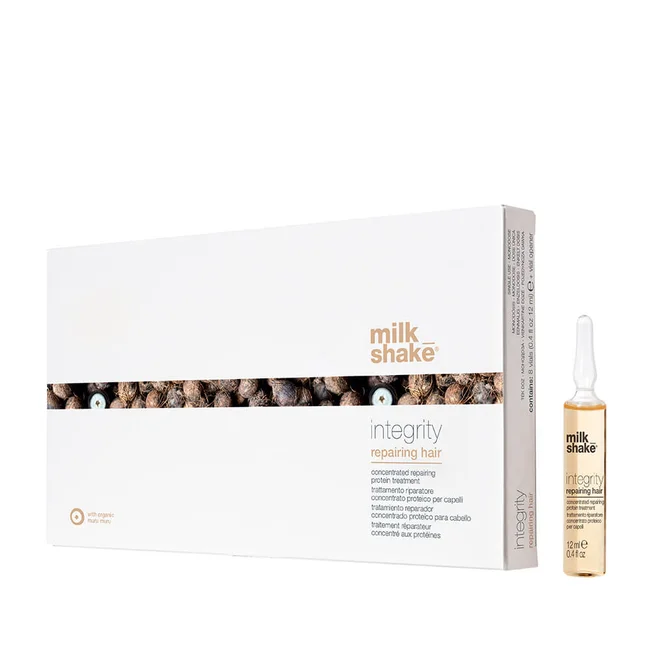 milk_
shake®
integrity
repairing hair
concentrated repairing
protein treatment
trattamento riparatore
concentrato proteico per capelli
tratamiento reparador
concentrado proteico para cabello
traitement réparateur
concentré aux protéines
with organic
muru muru
contains: 8 vials (0.4 fl oz 12 ml) e + vial opener
integrity
repairing hair
milk_
shake®
integrity
repairing hair
concentrated repairing
protein treatment
trattamento riparatore
concentrato proteico
per capelli
12 ml e
0.4 fl oz